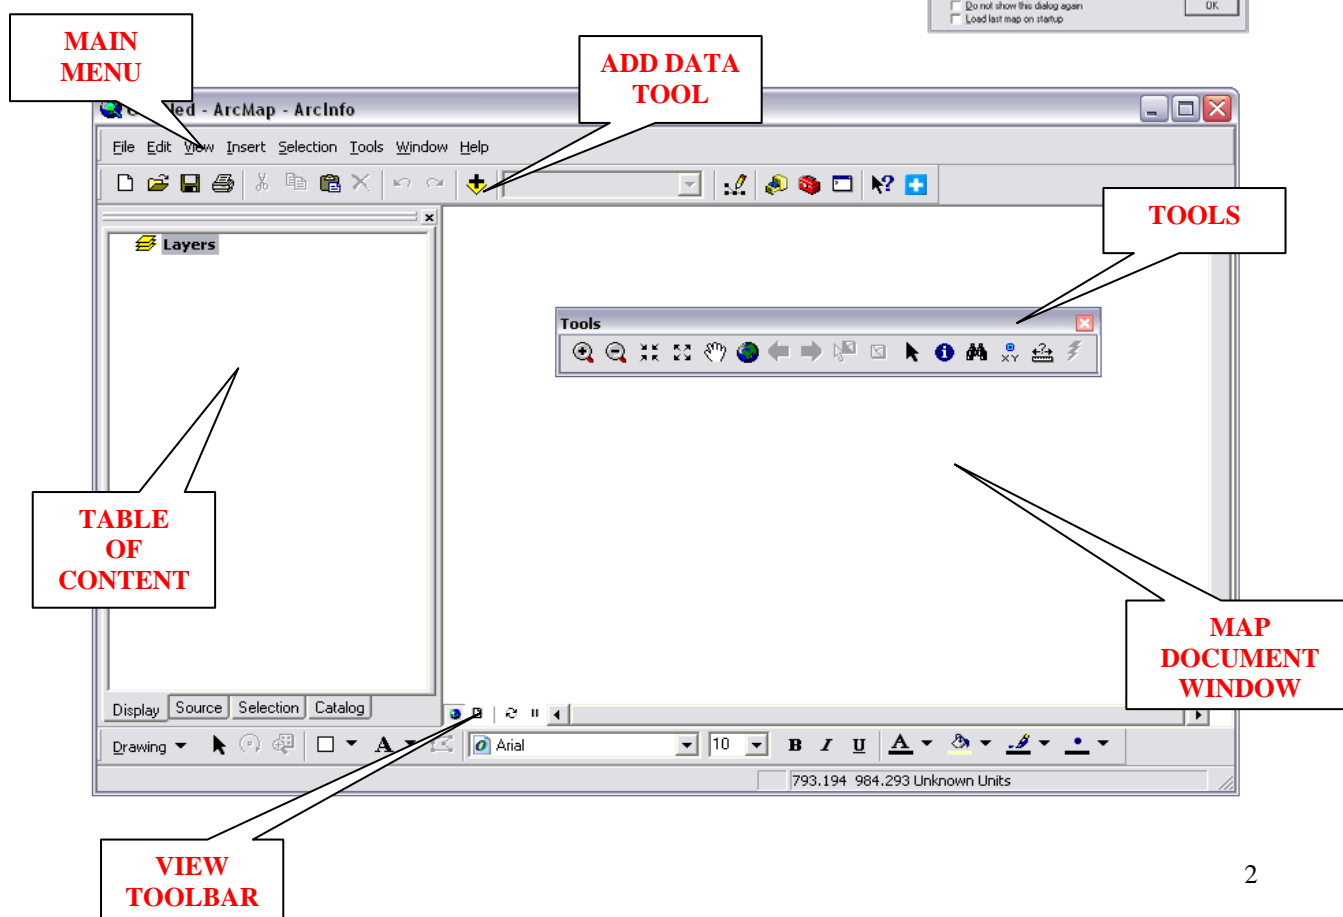 Do not show this dialog again
Load last map on startup
OK
MAIN
MENU
ADD DATA
TOOL
led - ArcMap - ArcInfo
File Edit View Insert Selection Tools Window Help
TOOLS
Layers
Tools
XY
TABLE
OF
CONTENT
MAP
DOCUMENT
WINDOW
Display Source Selection Catalog
Drawing A Arial 10 B I U A
793.194 984.293 Unknown Units
VIEW
TOOLBAR
2